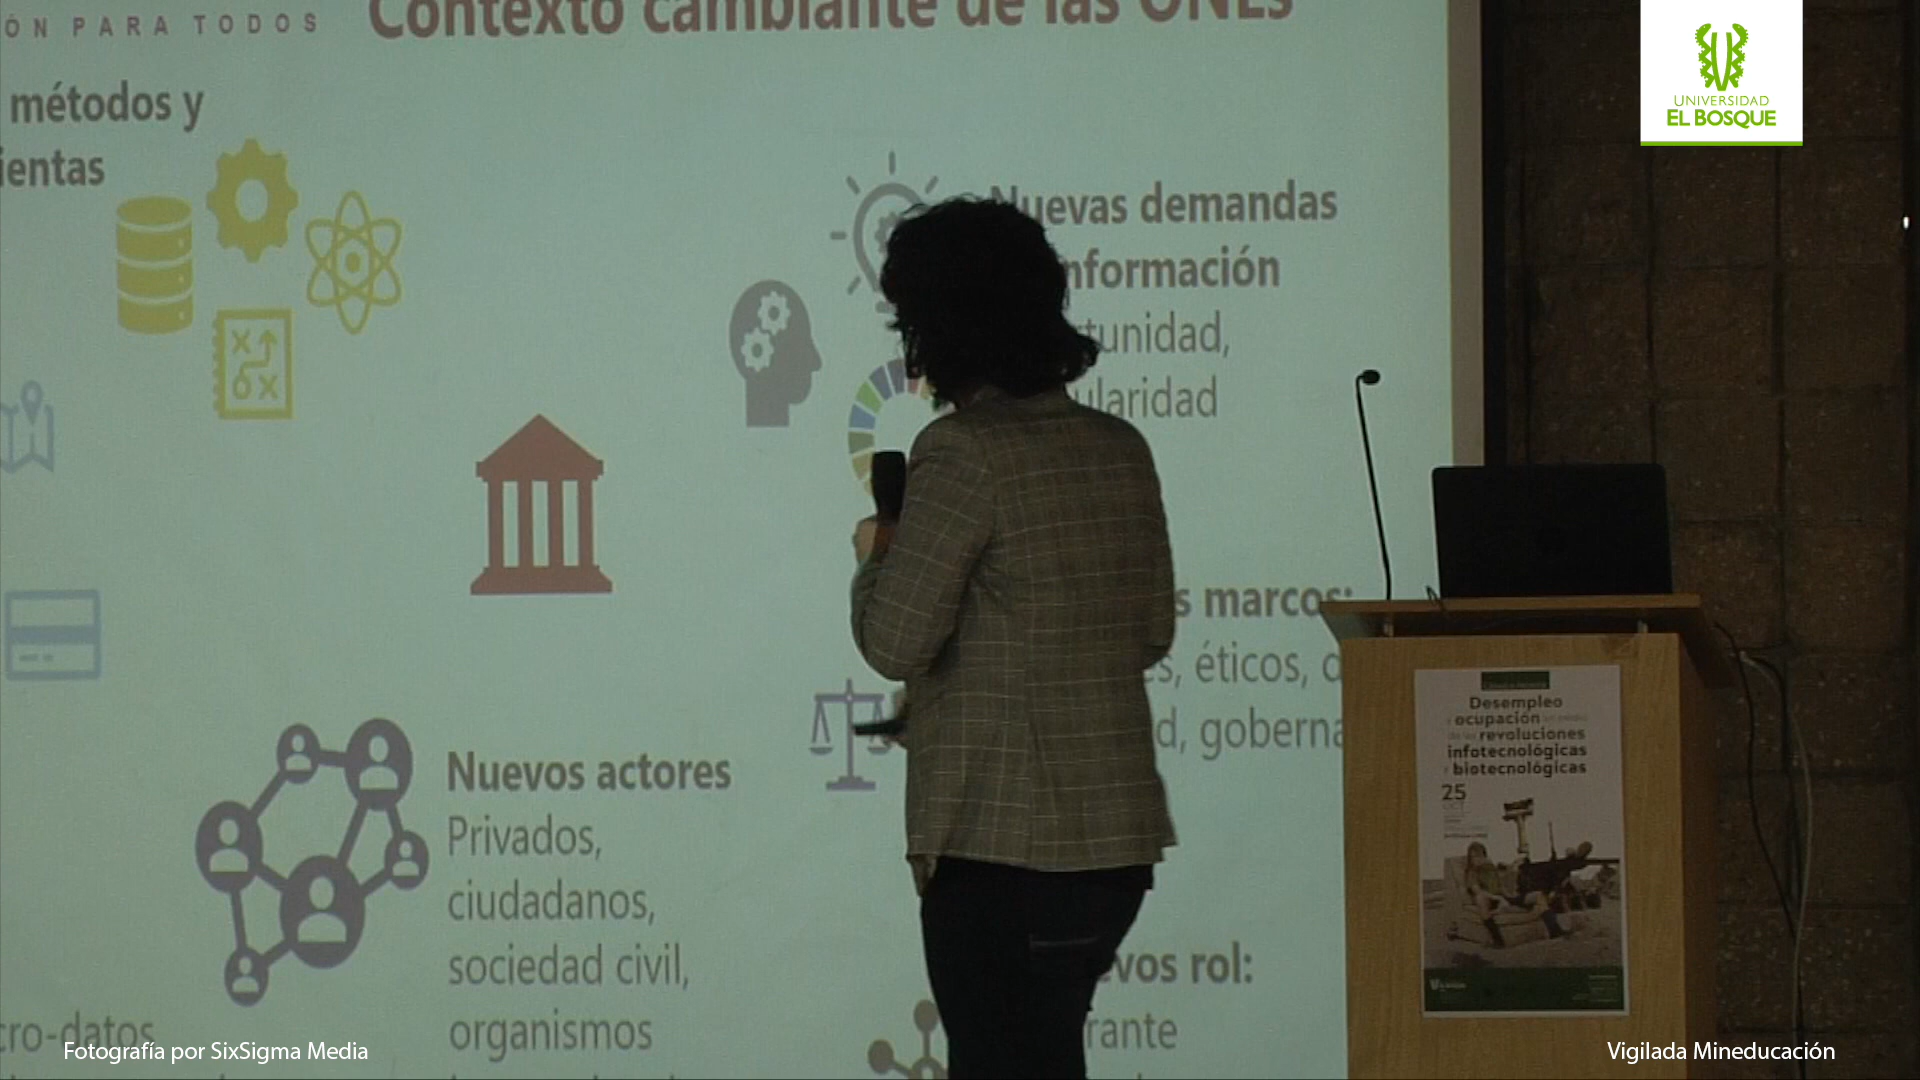 ÓN PARA TODOS
Contexto cambiante de las ONEs
métodos y
ientas
Nuevas demandas
nformación
tunidad,
ularidad
s marcos:
s, éticos, d
d, goberna
Nuevos actores
Privados,
ciudadanos,
sociedad civil,
organismos
vos rol:
rante
cro-datos
UNIVERSIDAD
EL BOSQUE
Desempleo
ocupación
revoluciones
infotecnológicas
biotecnológicas
25
Fotografía por SixSigma Media
Vigilada Mineducación